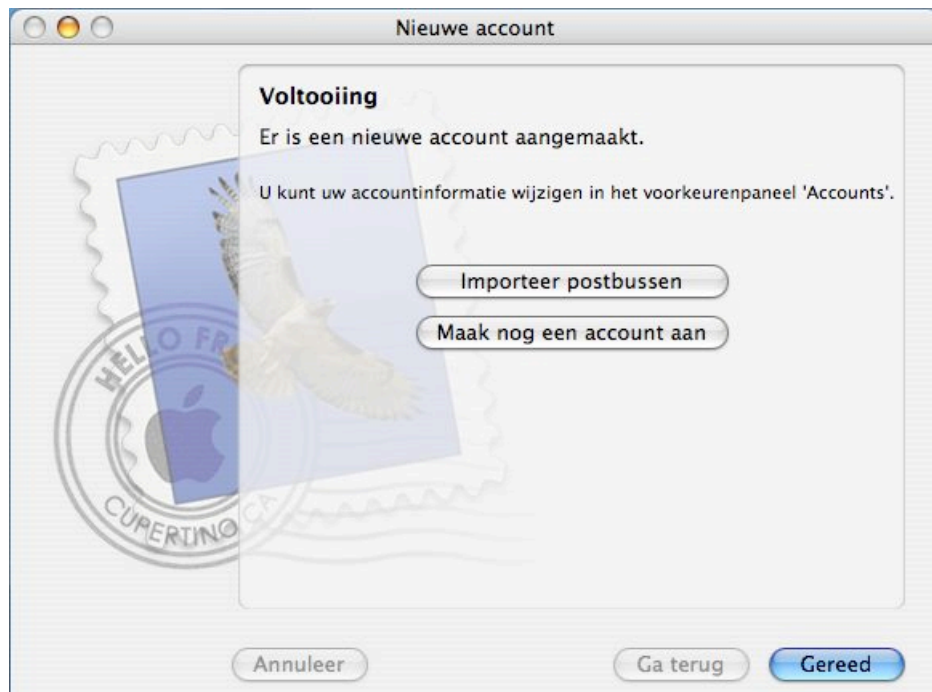 Nieuwe account
Voltooiing
Er is een nieuwe account aangemaakt.
U kunt uw accountinformatie wijzigen in het voorkeurenpaneel 'Accounts'.
Importeer postbussen
Maak nog een account aan
HELLO FR
CUPERTINO CA
Annuleer
Ga terug
Gereed